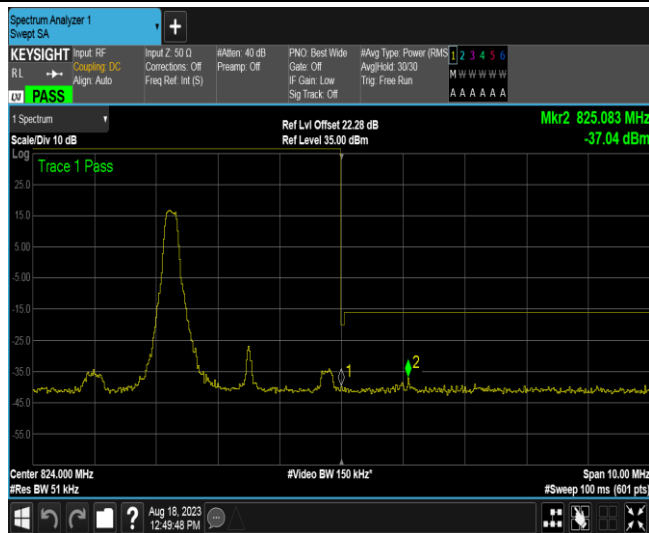 Spectrum Analyzer 1
Swept SA
KEYSIGHT
RL
PASS
Input: RF
Coupling: DC
Align: Auto
Input Z: 50 Ω
Corrections: Off
Freq Ref: Int (S)
#Atten: 40 dB
Preamp: Off
PNO: Best Wide
Gate: Off
IF Gain: Low
Sig Track: Off
#Avg Type: Power (RMS
Avg|Hold: 30/30
Trig: Free Run
1 2 3 4 5 6
M W W W W W
A A A A A A
1 Spectrum
Scale/Div 10 dB
Ref Lvl Offset 22.28 dB
Ref Level 35.00 dBm
Mkr2 825.083 MHz
-37.04 dBm
Log
Trace 1 Pass
25.0
15.0
5.00
-5.00
-15.0
-25.0
-35.0
-45.0
-55.0
1
2
Center 824.000 MHz
#Res BW 51 kHz
#Video BW 150 kHz*
Span 10.00 MHz
#Sweep 100 ms (601 pts)
Aug 18, 2023
12:49:48 PM